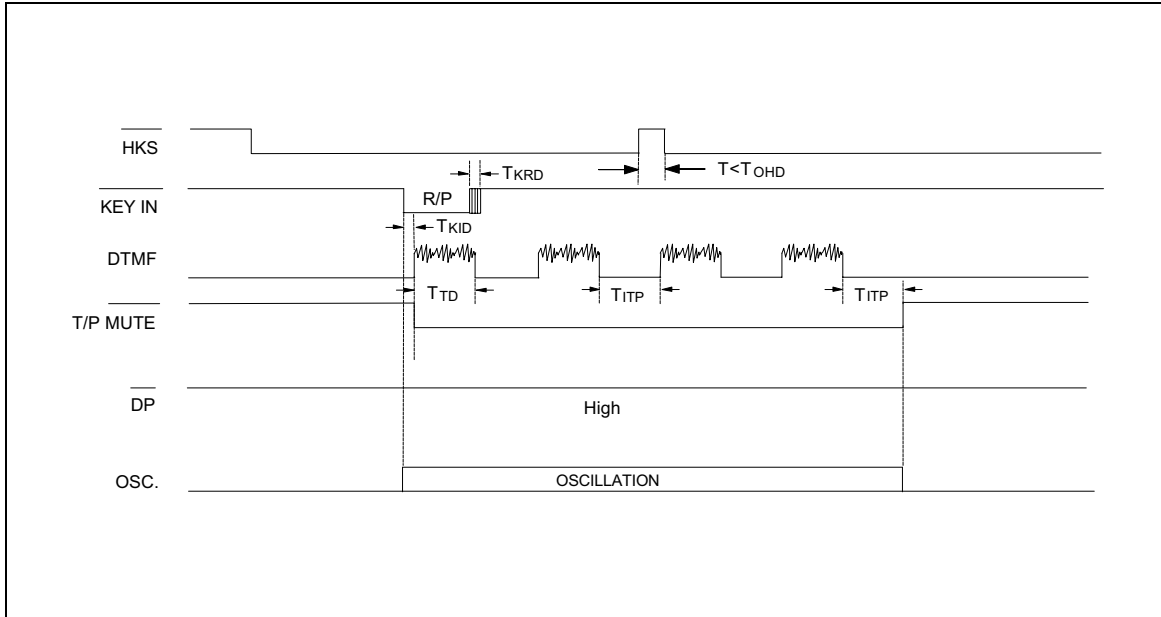 HKS
T<TOHD
TKRD
KEY IN
R/P
TKID
DTMF
TTD
TITP
TITP
T/P MUTE
DP
High
OSC.
OSCILLATION